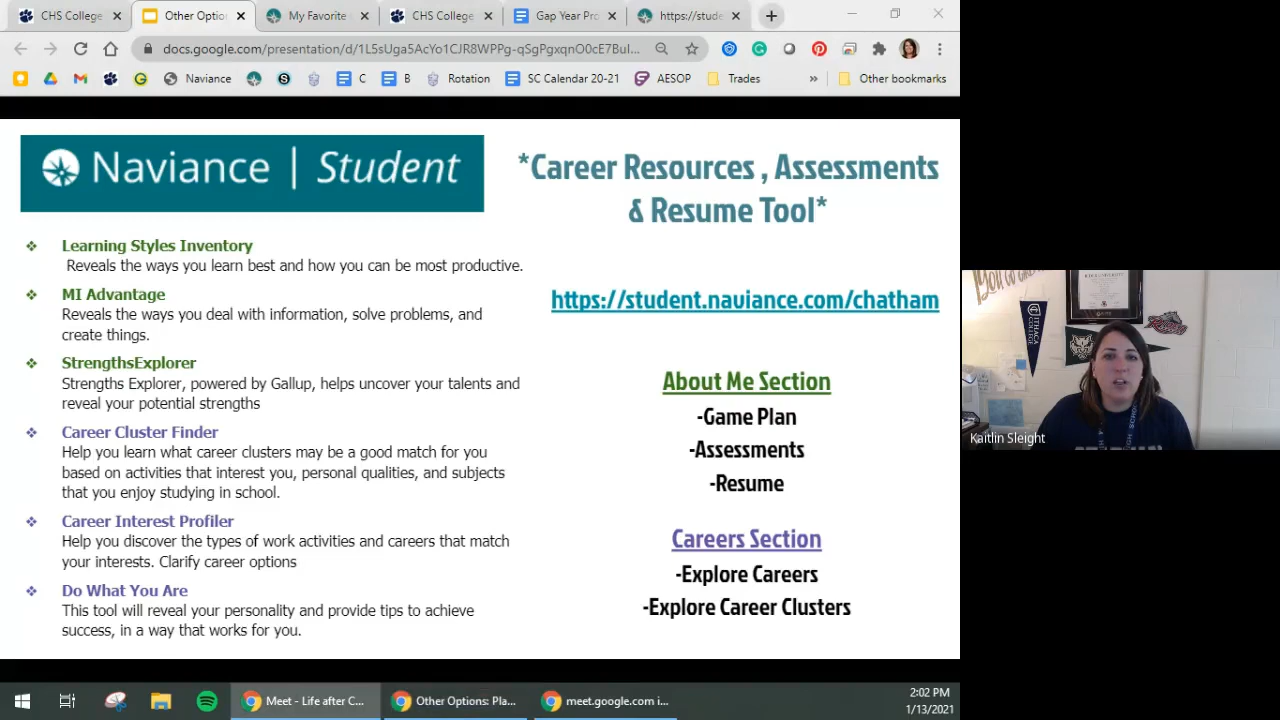 CHS College
Other Optio
My Favorite
CHS College
Gap Year Pro
https://stude
docs.google.com/presentation/d/1L5sUga5AcYo1CJR8WPPg-qSgPgxqnO0cE7Bul...
Naviance
C
B
Rotation
SC Calendar 20-21
AESOP
Trades
»
Other bookmarks
Naviance | Student
*Career Resources , Assessments
& Resume Tool*
❖ Learning Styles Inventory
Reveals the ways you learn best and how you can be most productive.
❖ MI Advantage
Reveals the ways you deal with information, solve problems, and
create things.
❖ StrengthsExplorer
Strengths Explorer, powered by Gallup, helps uncover your talents and
reveal your potential strengths
❖ Career Cluster Finder
Help you learn what career clusters may be a good match for you
based on activities that interest you, personal qualities, and subjects
that you enjoy studying in school.
❖ Career Interest Profiler
Help you discover the types of work activities and careers that match
your interests. Clarify career options
❖ Do What You Are
This tool will reveal your personality and provide tips to achieve
success, in a way that works for you.
https://student.naviance.com/chatham
About Me Section
-Game Plan
-Assessments
-Resume
Careers Section
-Explore Careers
-Explore Career Clusters
ITHACA COLLEGE
Kaitlin Sleight
Meet - Life after C...
Other Options: Pla...
meet.google.com i...
2:02 PM
1/13/2021